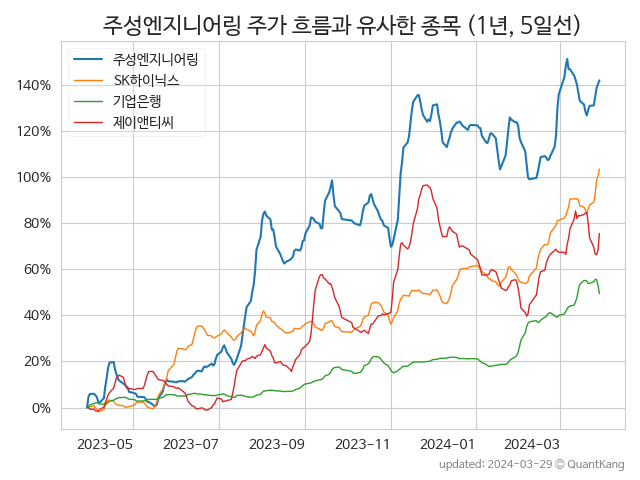 주성엔지니어링 주가 흐름과 유사한 종목 (1년, 5일선)
주성엔지니어링
SK하이닉스
기업은행
제이앤티씨
140%
120%
100%
80%
60%
40%
20%
0%
2023-05 2023-07 2023-09 2023-11 2024-01 2024-03
updated: 2024-03-29 © QuantKang